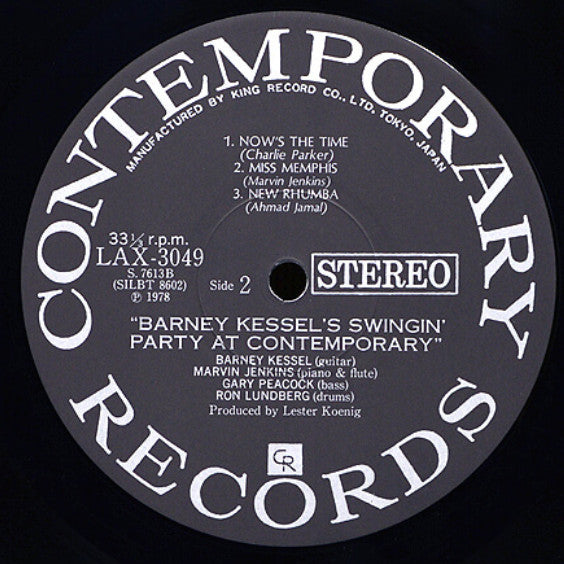 CONTEMPORARY
MANUFACTURED BY KING RECORD CO., LTD, TOKYO, JAPAN
1. NOW'S THE TIME
(Charlie Parker)
2. MISS MEMPHIS
(Marvin Jenkins)
3. NEW RHUMBA
(Ahmad Jamal)
33⅓ r.p.m.
LAX-3049
S. 7613B
(SILBT 8602)
Ⓟ 1978
Side 2
STEREO
"BARNEY KESSEL'S SWINGIN'
PARTY AT CONTEMPORARY"
BARNEY KESSEL (guitar)
MARVIN JENKINS (piano & flute)
GARY PEACOCK (bass)
RON LUNDBERG (drums)
Produced by Lester Koenig
CR
RECORDS